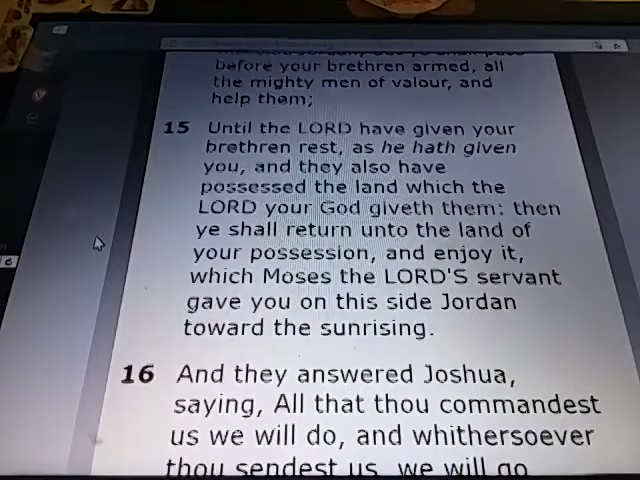 before your brethren armed, all
the mighty men of valour, and
help them;
15 Until the LORD have given your
brethren rest, as he hath given
you, and they also have
possessed the land which the
LORD your God giveth them: then
ye shall return unto the land of
your possession, and enjoy it,
which Moses the LORD'S servant
gave you on this side Jordan
toward the sunrising.
16 And they answered Joshua,
saying, All that thou commandest
us we will do, and whithersoever
thou sendest us, we will go